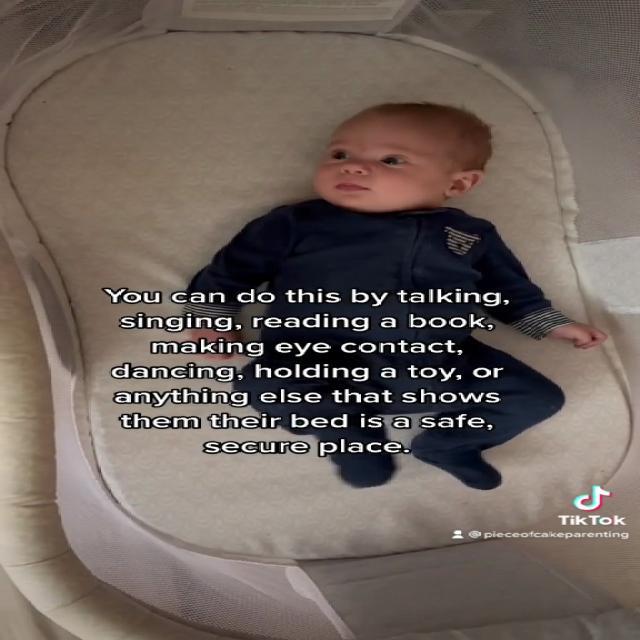 You can do this by talking,
singing, reading a book,
making eye contact,
dancing, holding a toy, or
anything else that shows
them their bed is a safe,
secure place.
TikTok
@pieceofcakeparenting